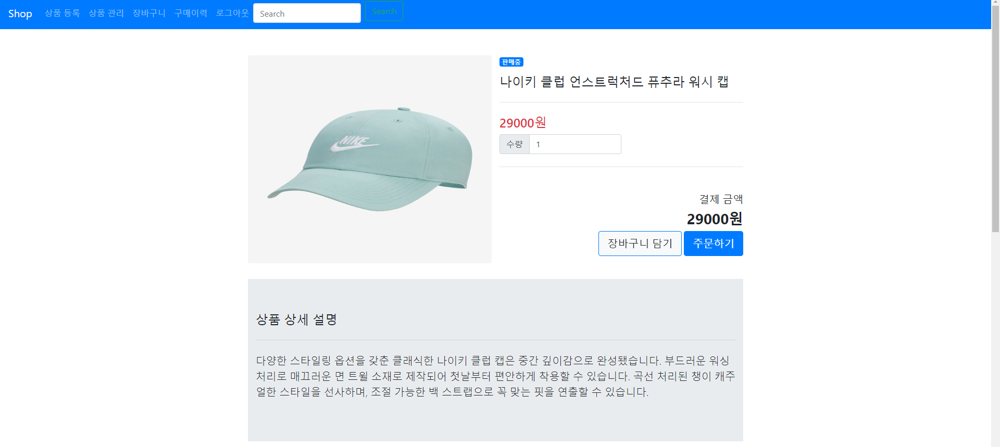 Shop 상품 등록 상품 관리 장바구니 구매이력 로그아웃 Search Search
판매중
나이키 클럽 언스트럭처드 퓨추라 워시 캡
29000원
수량 1
NIKE
결제 금액
29000원
장바구니 담기 주문하기
상품 상세 설명
다양한 스타일링 옵션을 갖춘 클래식한 나이키 클럽 캡은 중간 깊이감으로 완성됐습니다. 부드러운 워싱
처리로 매끄러운 면 트윌 소재로 제작되어 첫날부터 편안하게 착용할 수 있습니다. 곡선 처리된 챙이 캐주
얼한 스타일을 선사하며, 조절 가능한 백 스트랩으로 꼭 맞는 핏을 연출할 수 있습니다.